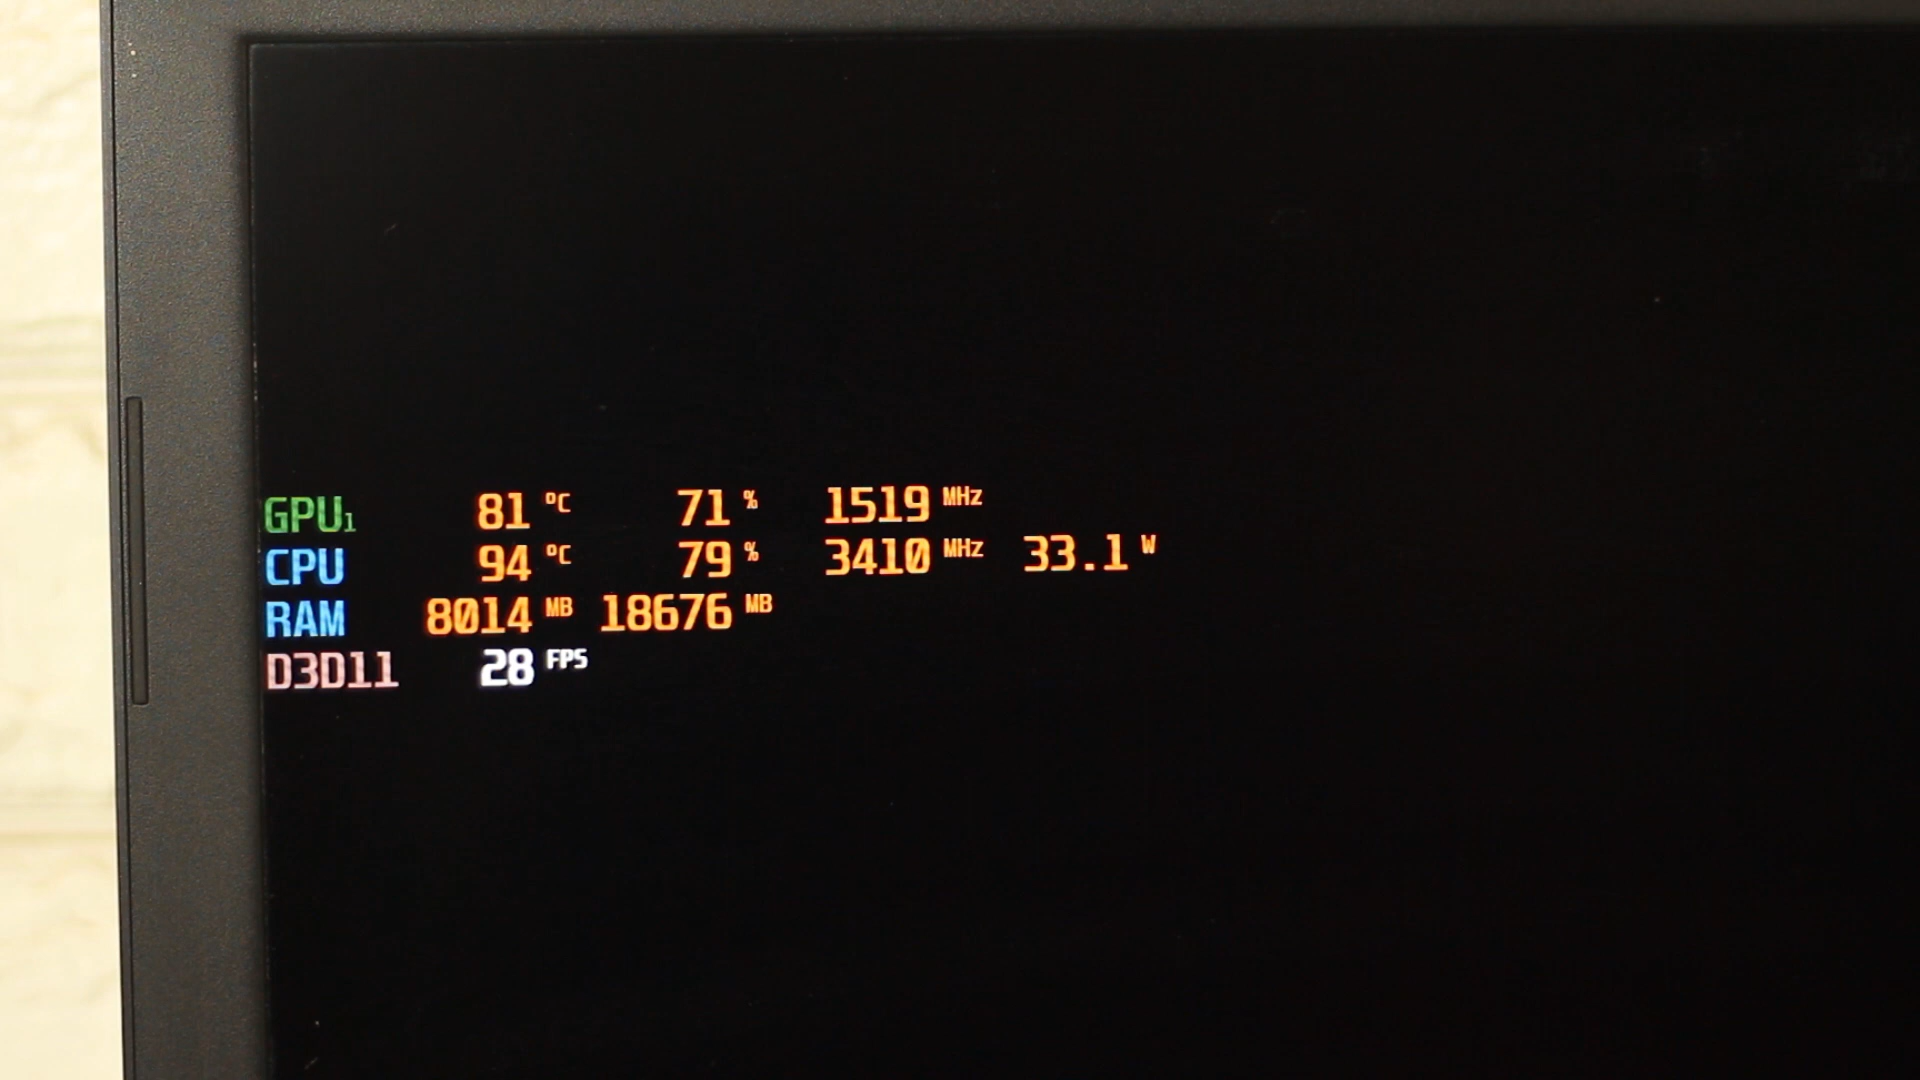 GPU1 81 °C 71 % 1519 MHz
CPU 94 °C 79 % 3410 MHz 33.1 W
RAM 8014 MB 18676 MB
D3D11 28 FPS